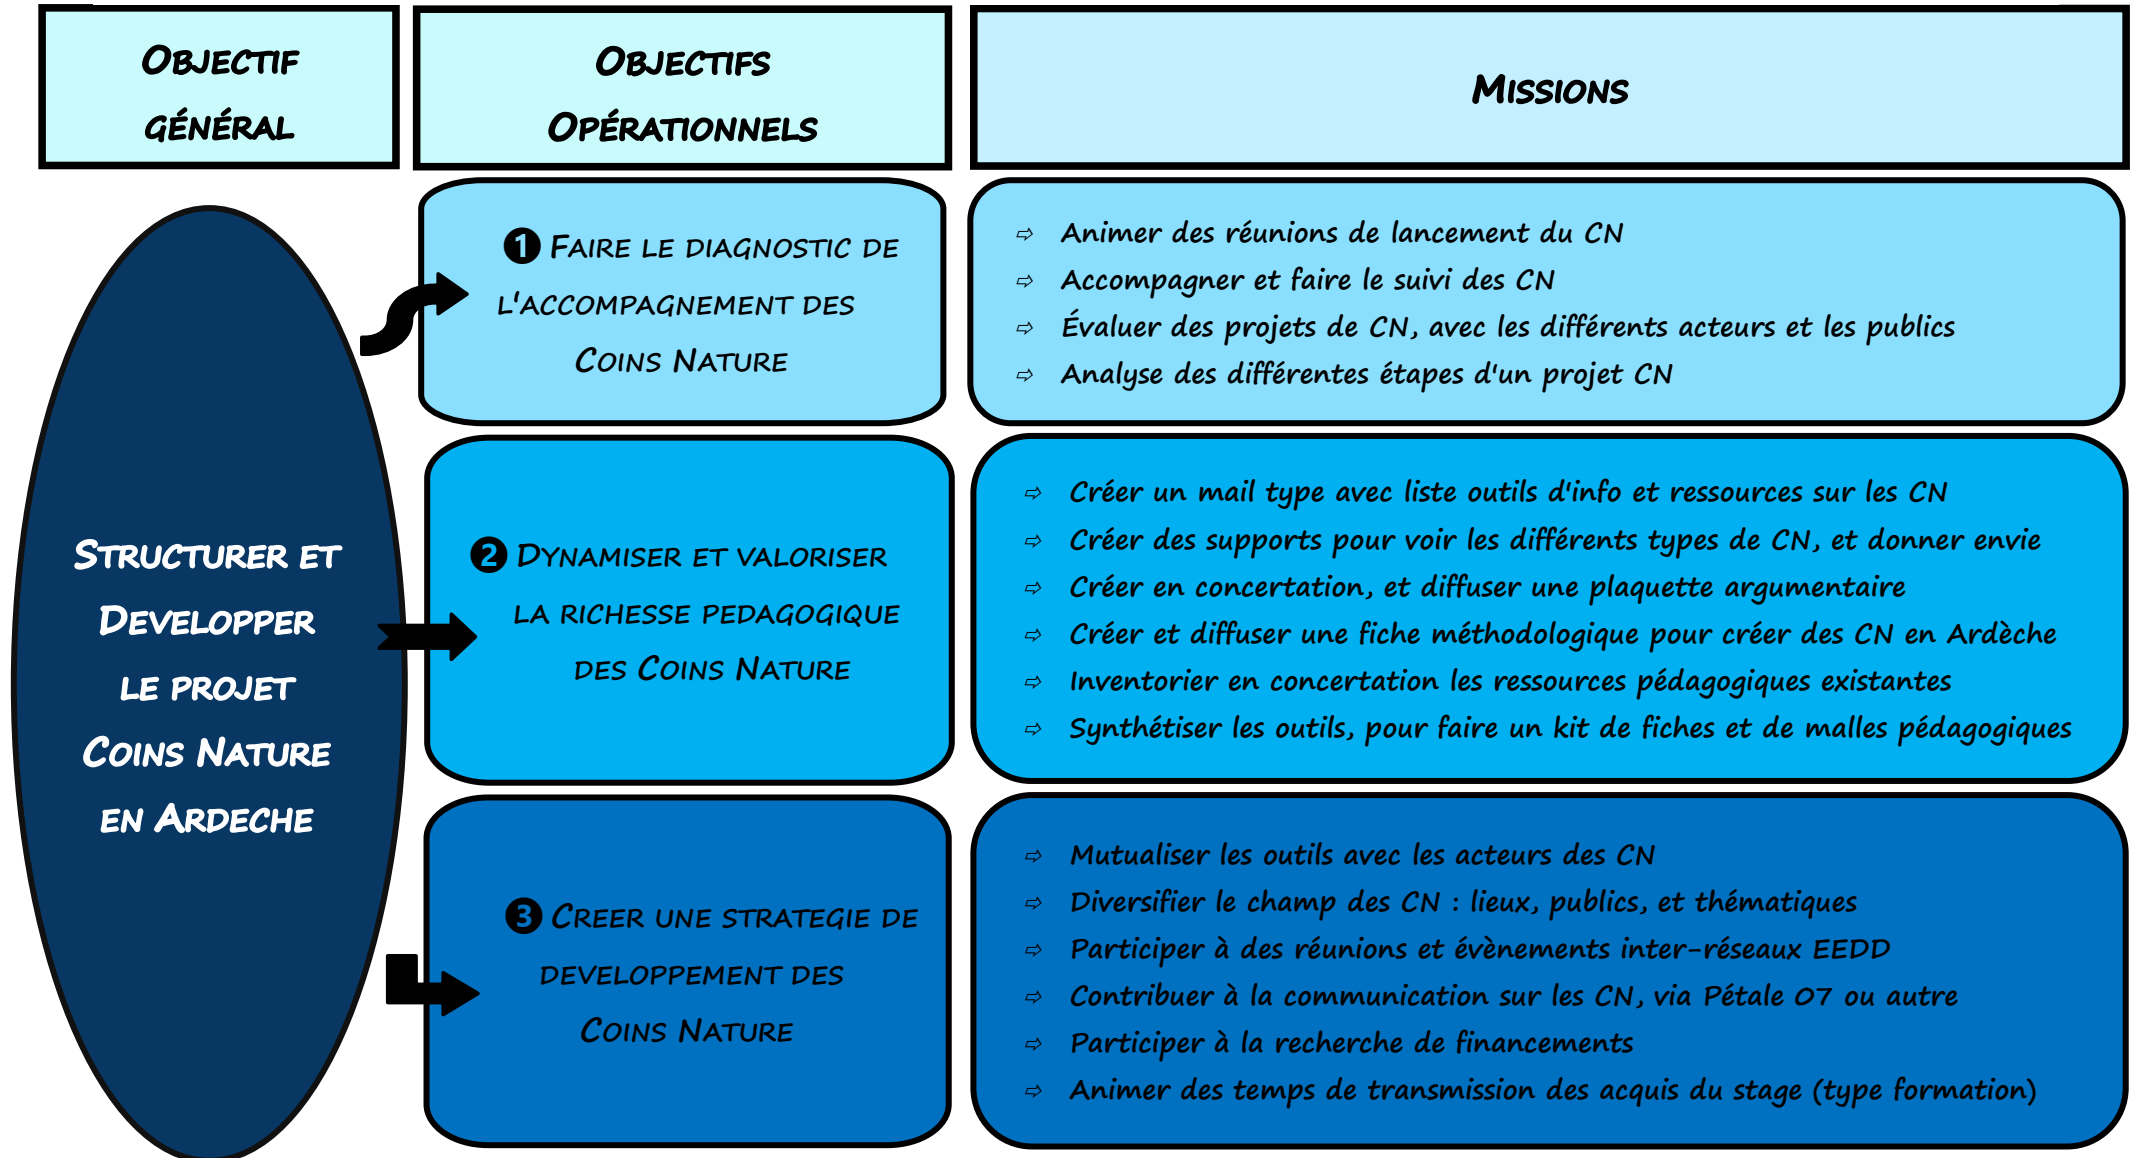 OBJECTIF
GÉNÉRAL
OBJECTIFS
OPÉRATIONNELS
MISSIONS
STRUCTURER ET
DEVELOPPER
LE PROJET
COINS NATURE
EN ARDECHE
❶ FAIRE LE DIAGNOSTIC DE
L'ACCOMPAGNEMENT DES
COINS NATURE
⇨ Animer des réunions de lancement du CN
⇨ Accompagner et faire le suivi des CN
⇨ Évaluer des projets de CN, avec les différents acteurs et les publics
⇨ Analyse des différentes étapes d'un projet CN
❷ DYNAMISER ET VALORISER
LA RICHESSE PEDAGOGIQUE
DES COINS NATURE
⇨ Créer un mail type avec liste outils d'info et ressources sur les CN
⇨ Créer des supports pour voir les différents types de CN, et donner envie
⇨ Créer en concertation, et diffuser une plaquette argumentaire
⇨ Créer et diffuser une fiche méthodologique pour créer des CN en Ardèche
⇨ Inventorier en concertation les ressources pédagogiques existantes
⇨ Synthétiser les outils, pour faire un kit de fiches et de malles pédagogiques
❸ CREER UNE STRATEGIE DE
DEVELOPPEMENT DES
COINS NATURE
⇨ Mutualiser les outils avec les acteurs des CN
⇨ Diversifier le champ des CN : lieux, publics, et thématiques
⇨ Participer à des réunions et évènements inter-réseaux EEDD
⇨ Contribuer à la communication sur les CN, via Pétale 07 ou autre
⇨ Participer à la recherche de financements
⇨ Animer des temps de transmission des acquis du stage (type formation)